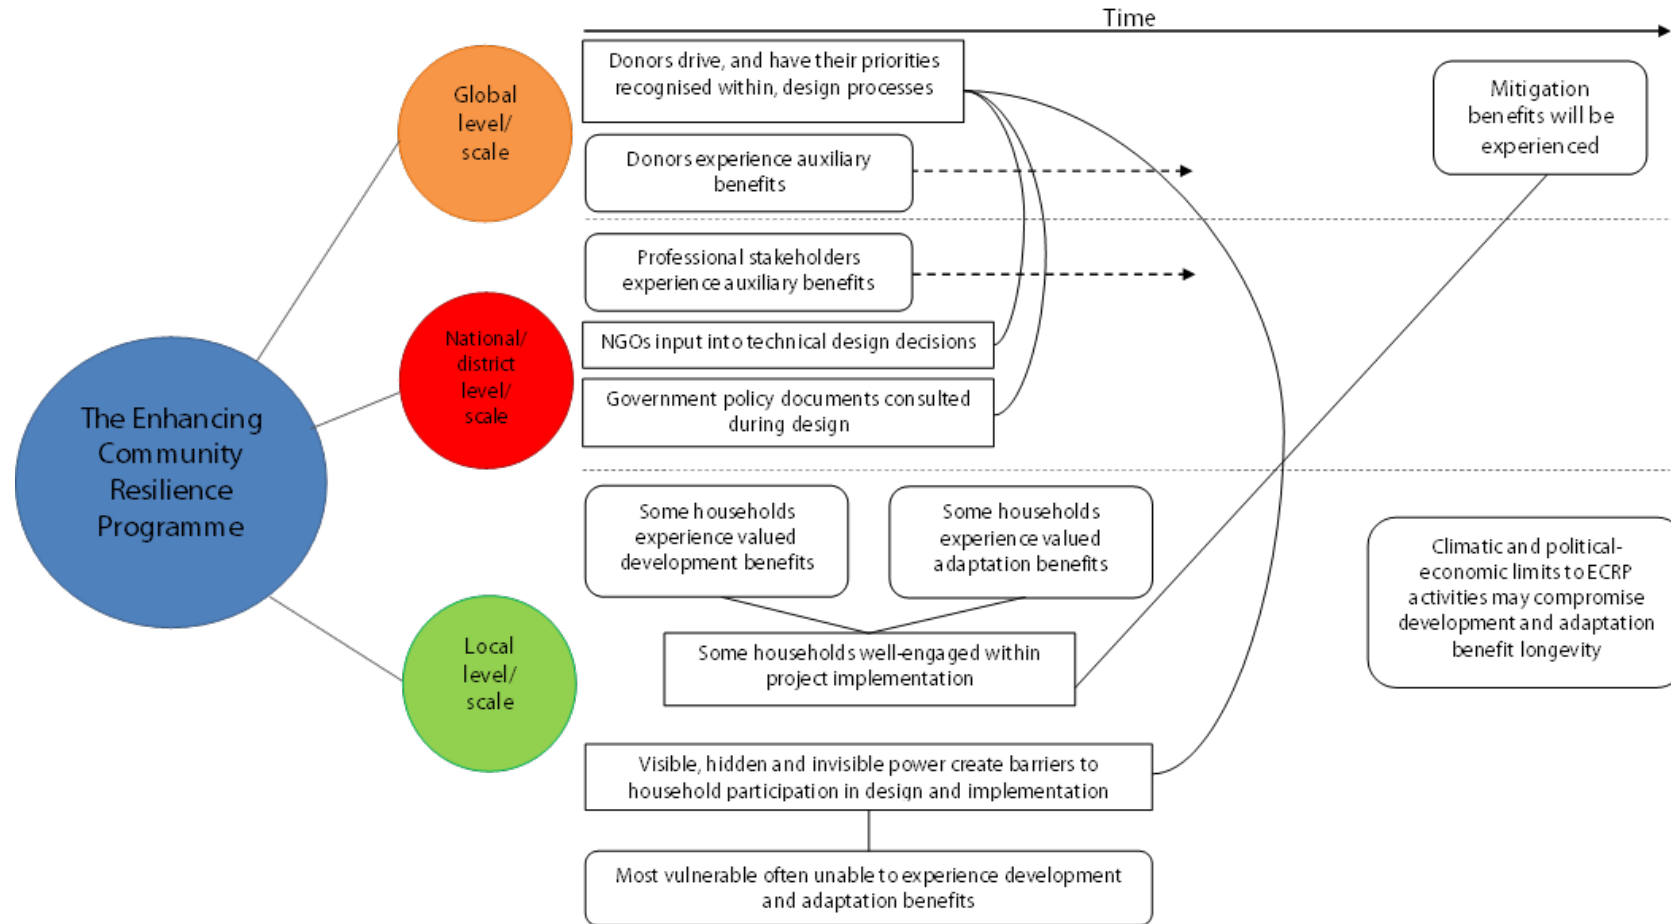 Time
Global
level/
scale
Donors drive, and have their priorities
recognised within, design processes
Mitigation
benefits will be
experienced
Donors experience auxiliary
benefits
Professional stakeholders
experience auxiliary benefits
National/
district
level/
scale
NGOs input into technical design decisions
Government policy documents consulted
during design
The Enhancing
Community
Resilience
Programme
Some households
experience valued
development benefits
Some households
experience valued
adaptation benefits
Climatic and political-
economic limits to ECRP
activities may compromise
development and adaptation
benefit longevity
Local
level/
scale
Some households well-engaged within
project implementation
Visible, hidden and invisible power create barriers to
household participation in design and implementation
Most vulnerable often unable to experience development
and adaptation benefits